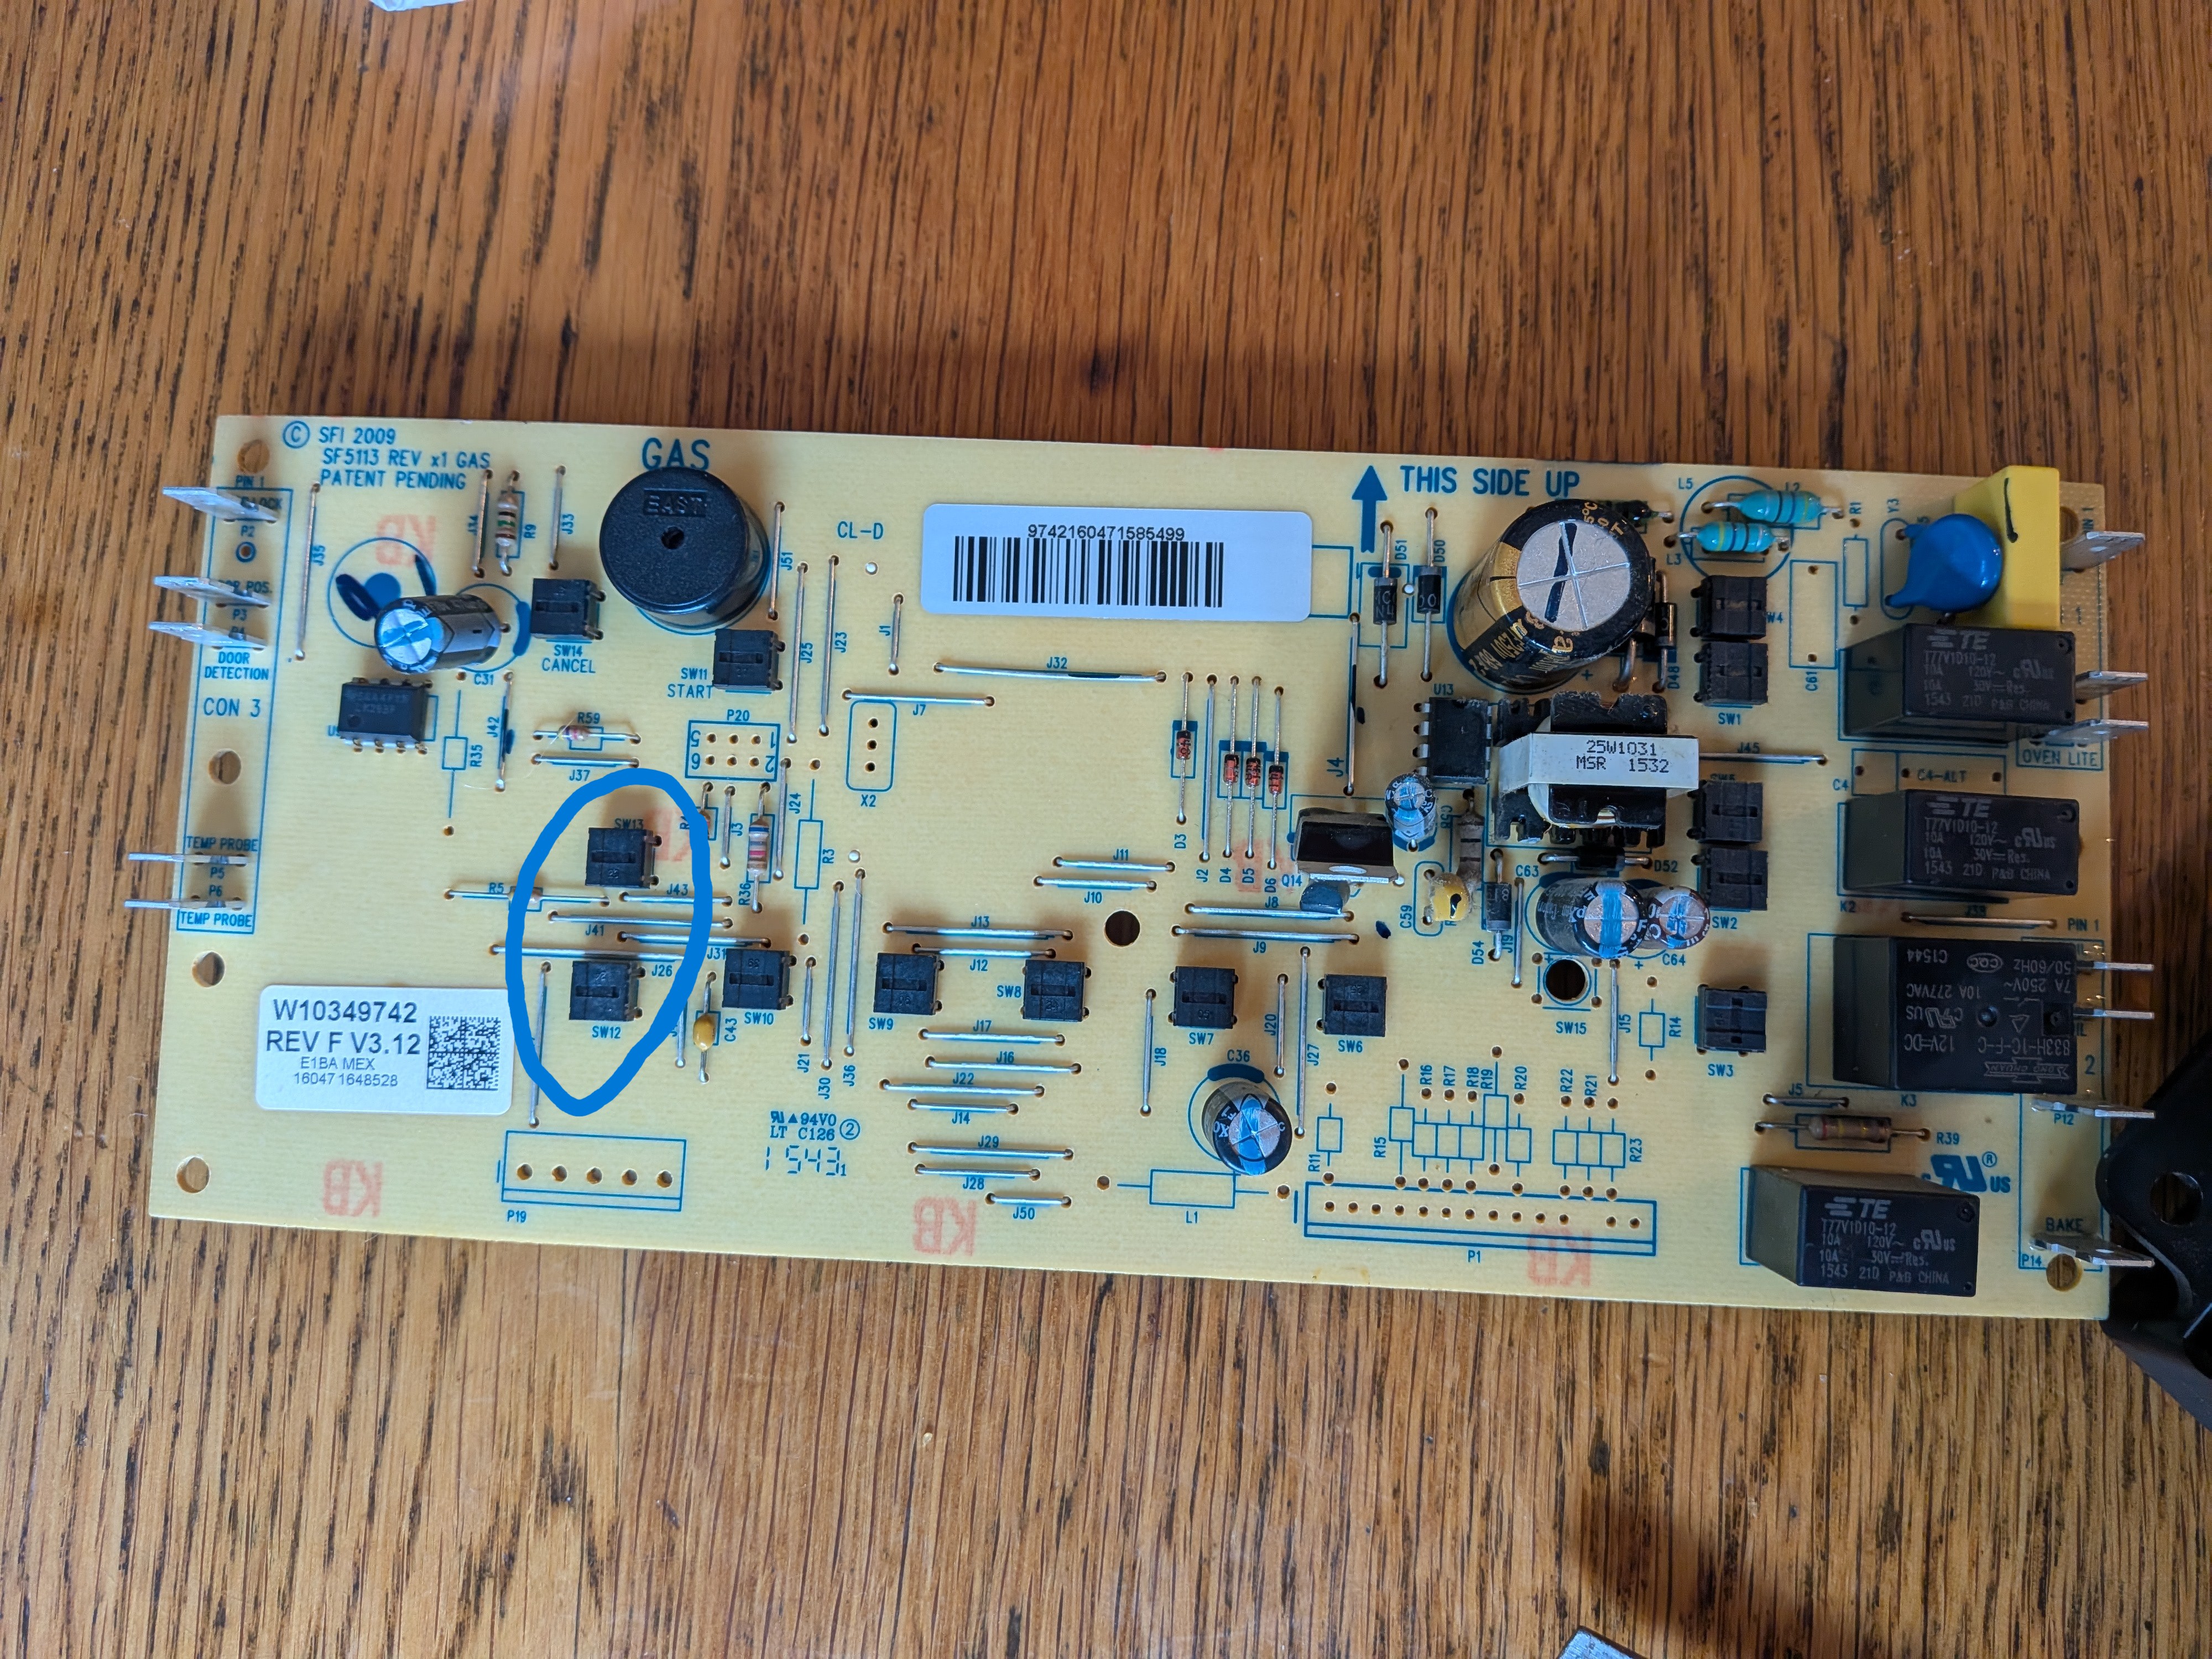 © SFI 2009
SF5113 REV x1 GAS
PATENT PENDING
GAS
EAST
CL-D
9742160471585499
THIS SIDE UP
PIN 1
P2
P3
DOOR
DETECTION
CON 3
TEMP PROBE
P5
P6
TEMP PROBE
J35
J34
R9
J33
SW14
CANCEL
C31
J51
SW11
START
J25
J23
J1
J32
J7
X2
P20
5
1
6
2
R35
J42
R59
J37
SW13
J43
J41
J31
J26
SW12
R5
J3
R36
J24
R3
SW10
C43
J21
J30
J36
SW9
J13
J12
SW8
J11
J10
J17
J16
J22
J14
J29
J28
J50
J18
D3
J2
D4
D5
D6
J8
J9
Q14
J4
D51
D50
U13
SW7
J20
J27
SW6
C36
L1
R11
R15
R16
R17
R18
R19
R20
R22
R21
R23
P1
C59
D54
J19
C63
D52
C64
SW15
J15
R14
SW3
SW2
SW1
D48
25W1031
MSR 1532
L5
L2
L3
R1
Y3
C61
J45
C4
C4-ALT
OVEN LITE
TE
T77V1D10-12
10A 120V~
10A 30V⎓Res.
1543 21D P&B CHINA
TE
T77V1D10-12
10A 120V~
10A 30V⎓Res.
1543 21D P&B CHINA
K2
J38
PIN 1
833H-1C-F-C
12V⎓DC
10A 277VAC
7A 250V~
50/60Hz
CQC
C1544
SONG CHUAN
2
K3
J5
R39
P12
BAKE
P14
TE
T77V1D10-12
10A 120V~
10A 30V⎓Res.
1543 21D P&B CHINA
W10349742
REV F V3.12
E1BA MEX
160471648528
94V0
LT C126 2
1543 1
P19
KB
KB
KB
KB